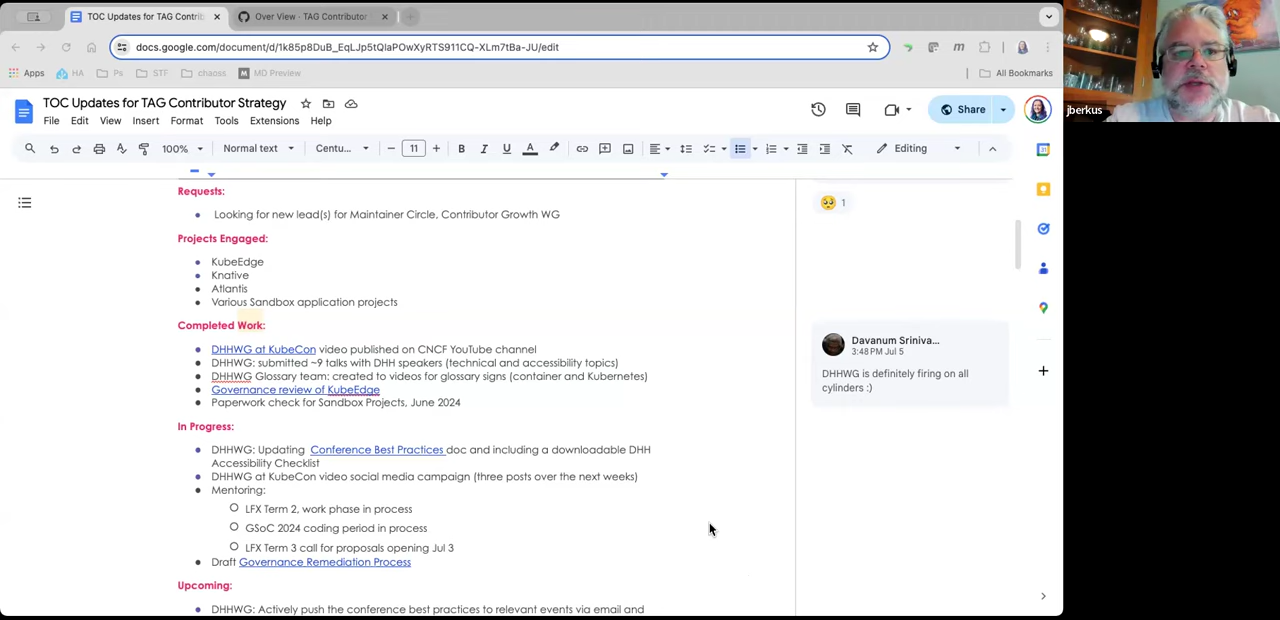 TOC Updates for TAG Contrib
Over View · TAG Contributor
docs.google.com/document/d/1k85p8DuB_EqLJp5tQlaPOwXyRTS911CQ-XLm7tBa-JU/edit
Apps
HA
Ps
STF
chaoss
MD Preview
All Bookmarks
jberkus
TOC Updates for TAG Contributor Strategy
File Edit View Insert Format Tools Extensions Help
Share
100%
Normal text
Centu...
11
Editing
Requests:
Looking for new lead(s) for Maintainer Circle, Contributor Growth WG
1
Projects Engaged:
KubeEdge
Knative
Atlantis
Various Sandbox application projects
Completed Work:
DHHWG at KubeCon video published on CNCF YouTube channel
DHHWG: submitted ~9 talks with DHH speakers (technical and accessibility topics)
DHHWG Glossary team: created to videos for glossary signs (container and Kubernetes)
Governance review of KubeEdge
Paperwork check for Sandbox Projects, June 2024
Davanum Sriniva...
3:48 PM Jul 5
DHHWG is definitely firing on all
cylinders :)
In Progress:
DHHWG: Updating Conference Best Practices doc and including a downloadable DHH
Accessibility Checklist
DHHWG at KubeCon video social media campaign (three posts over the next weeks)
Mentoring:
LFX Term 2, work phase in process
GSoC 2024 coding period in process
LFX Term 3 call for proposals opening Jul 3
Draft Governance Remediation Process
Upcoming:
DHHWG: Actively push the conference best practices to relevant events via email and